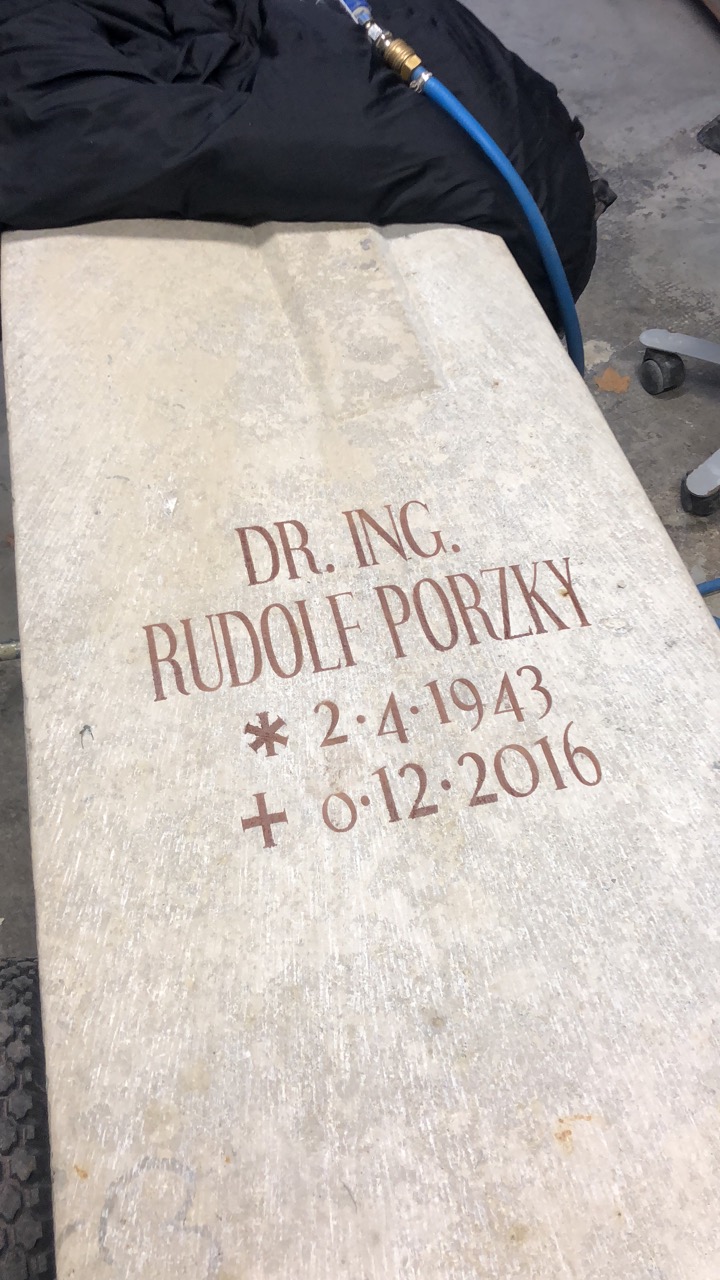 DR. ING.
RUDOLF PORZKY
* 2·4·1943
+ 0·12·2016